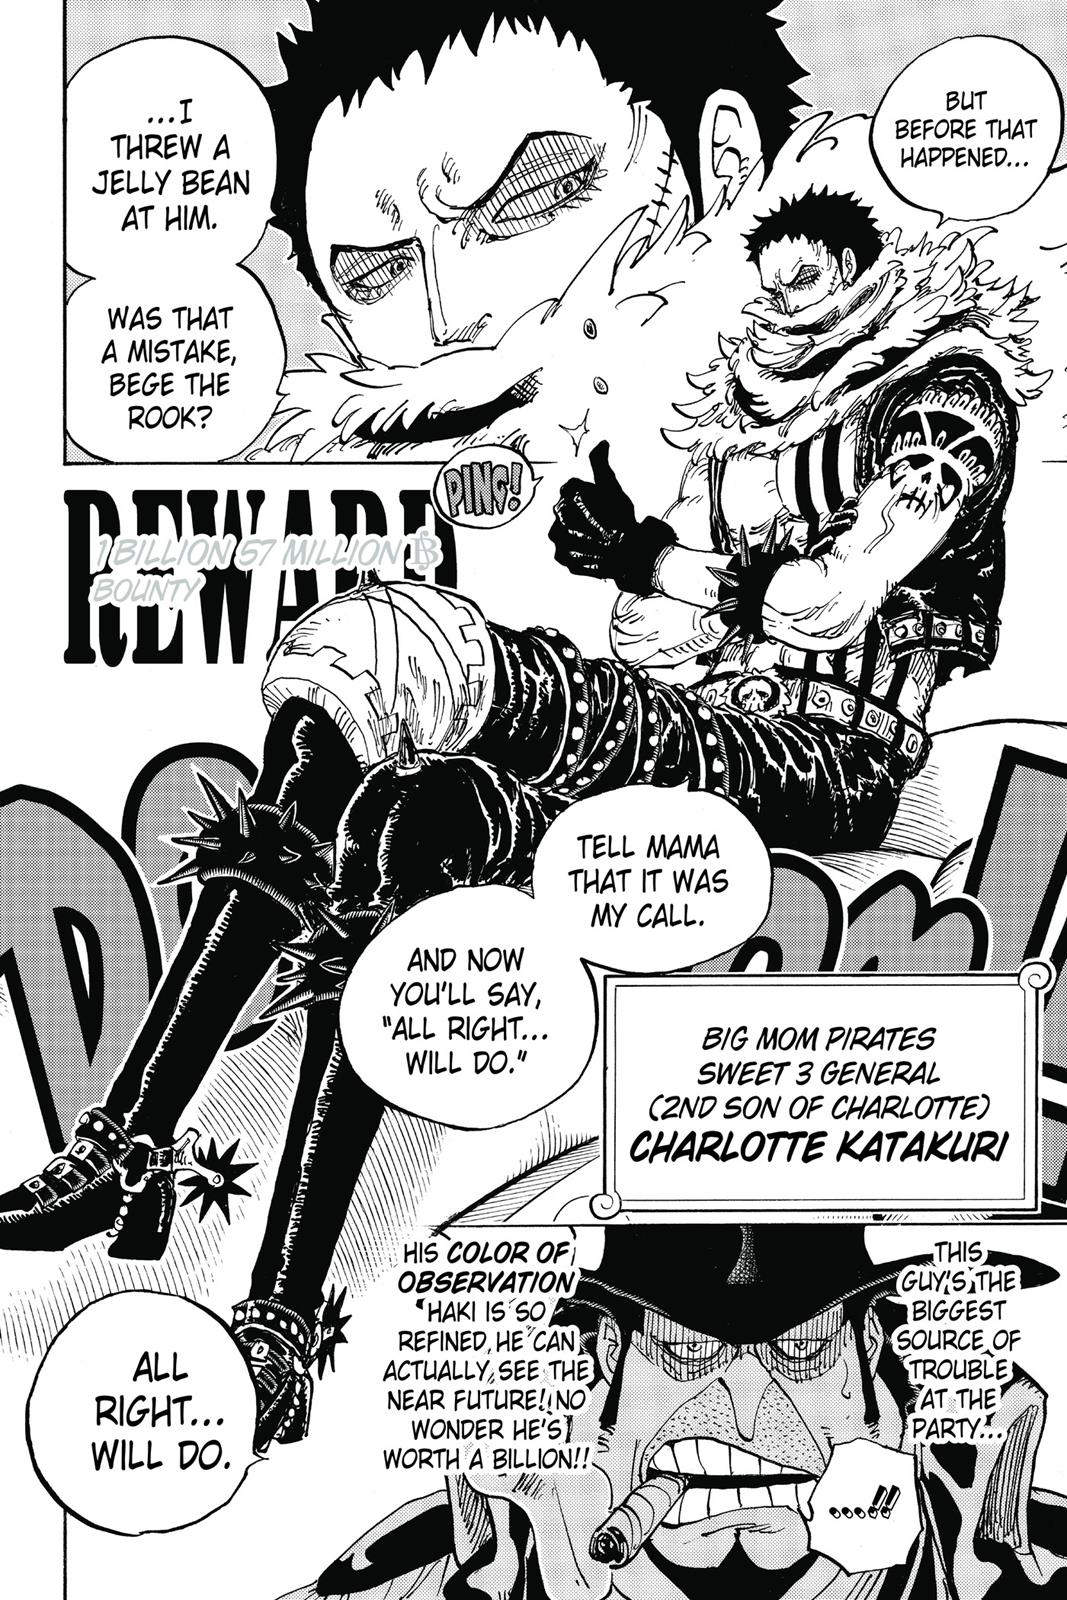 BUT
BEFORE THAT
HAPPENED...
...I
THREW A
JELLY BEAN
AT HIM.
WAS THAT
A MISTAKE,
BEGE THE
ROOK?
PING!
REWARD
1 BILLION 57 MILLION ฿
BOUNTY
TELL MAMA
THAT IT WAS
MY CALL.
AND NOW
YOU'LL SAY,
"ALL RIGHT...
WILL DO."
BIG MOM PIRATES
SWEET 3 GENERAL
(2ND SON OF CHARLOTTE)
CHARLOTTE KATAKURI
THIS
GUY'S THE
BIGGEST
SOURCE OF
TROUBLE
AT THE
PARTY...
HIS COLOR OF
OBSERVATION
HAKI IS SO
REFINED, HE CAN
ACTUALLY SEE THE
NEAR FUTURE! NO
WONDER HE'S
WORTH A BILLION!!
...!!
ALL
RIGHT...
WILL DO.